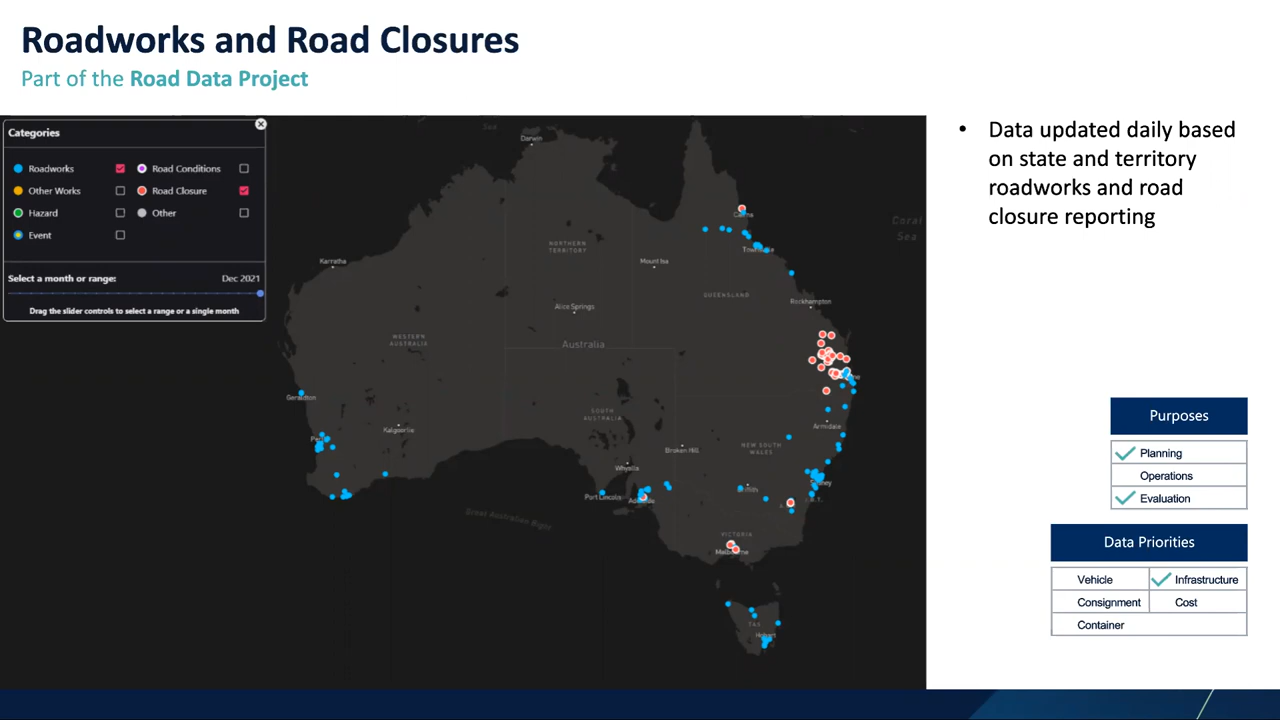 Roadworks and Road Closures
Part of the Road Data Project
Categories
Roadworks
Road Conditions
Other Works
Road Closure
Hazard
Other
Event
Select a month or range:
Dec 2021
Drag the slider controls to select a range or a single month
Sea
Darwin
Coral
Sea
Cairns
NORTHERN
TERRITORY
Karratha
Mount Isa
QUEENSLAND
Rockhampton
Alice Springs
WESTERN
AUSTRALIA
Australia
Geraldton
SOUTH
AUSTRALIA
Kalgoorlie
Armidale
Broken Hill
NEW SOUTH
WALES
Whyalla
Port Lincoln
Great Australian Bight
VICTORIA
TAS
Hobart
• Data updated daily based
on state and territory
roadworks and road
closure reporting
Purposes
Planning
Operations
Evaluation
Data Priorities
Vehicle
Infrastructure
Consignment
Cost
Container